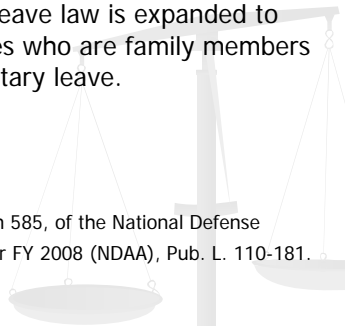 eave law is expanded to
es who are family members
tary leave.
n 585, of the National Defense
r FY 2008 (NDAA), Pub. L. 110-181.